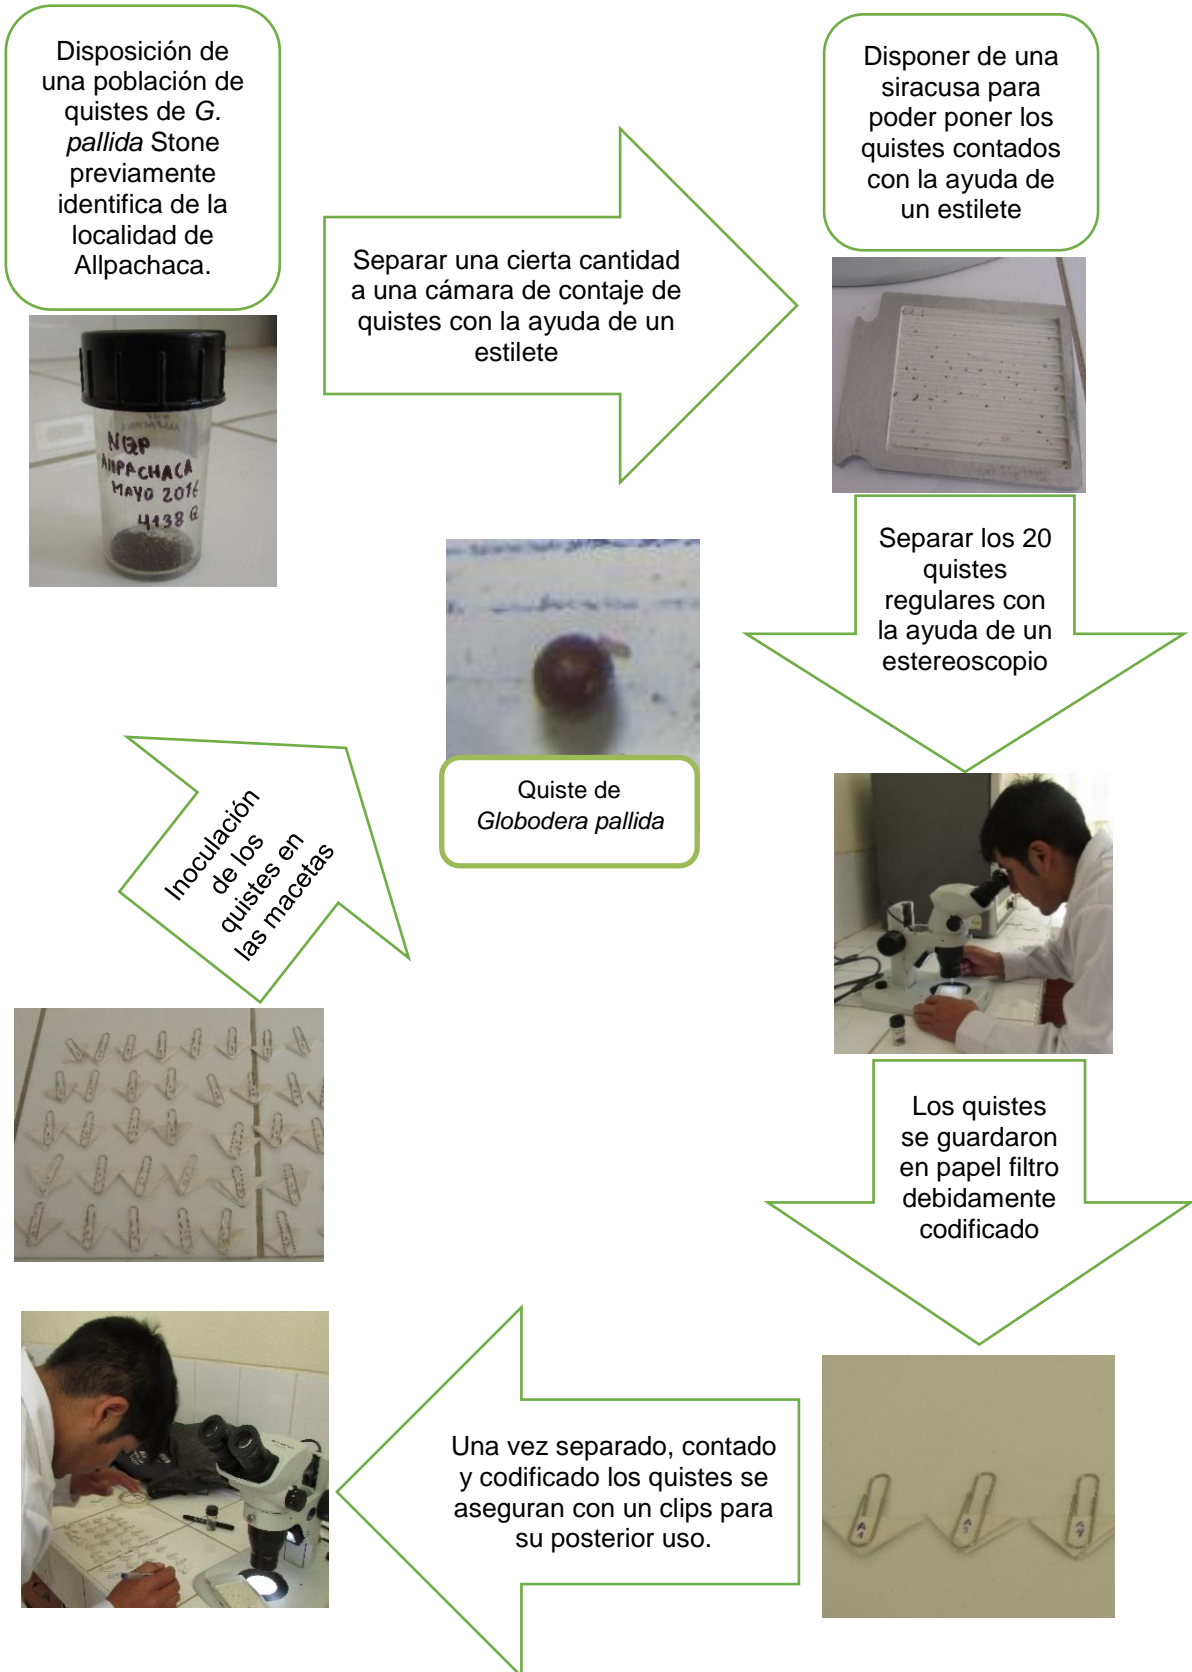 Disposición de
una población de
quistes de G.
pallida Stone
previamente
identifica de la
localidad de
Allpachaca.
NGP
AllPACHACA
MAYO 2016
4138 Q
Separar una cierta cantidad
a una cámara de contaje de
quistes con la ayuda de un
estilete
Disponer de una
siracusa para
poder poner los
quistes contados
con la ayuda de
un estilete
Separar los 20
quistes
regulares con
la ayuda de un
estereoscopio
Quiste de
Globodera pallida
Los quistes
se guardaron
en papel filtro
debidamente
codificado
A
1
A
3
A
4
Una vez separado, contado
y codificado los quistes se
aseguran con un clips para
su posterior uso.
Inoculación
de los
quistes en
las macetas